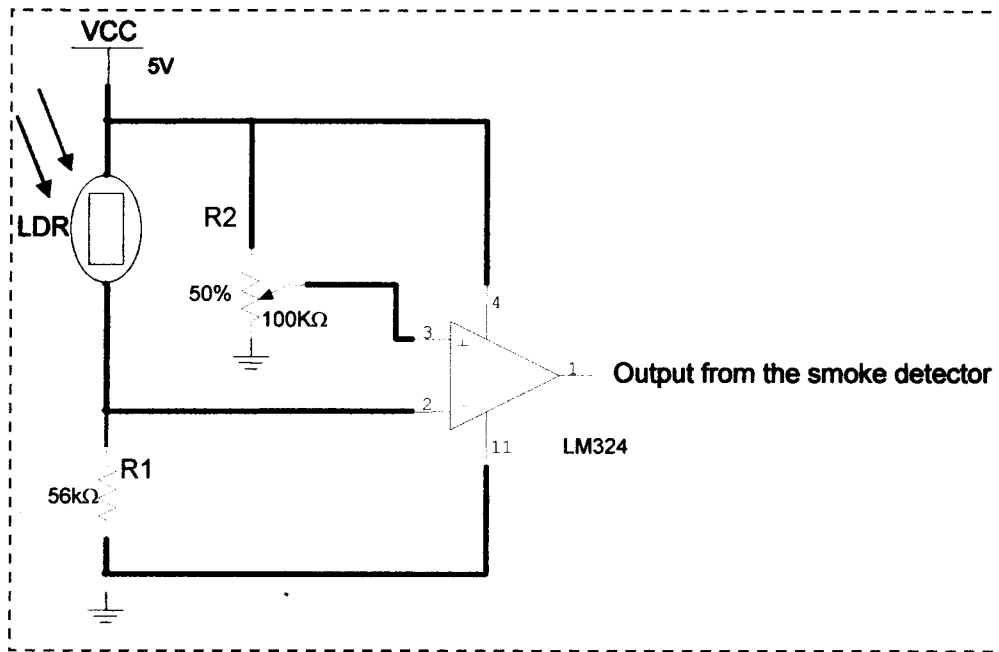 VCC
5V
LDR
R2
50%
100KΩ
4
3
+
1
Output from the smoke detector
2
-
11
LM324
R1
56kΩ